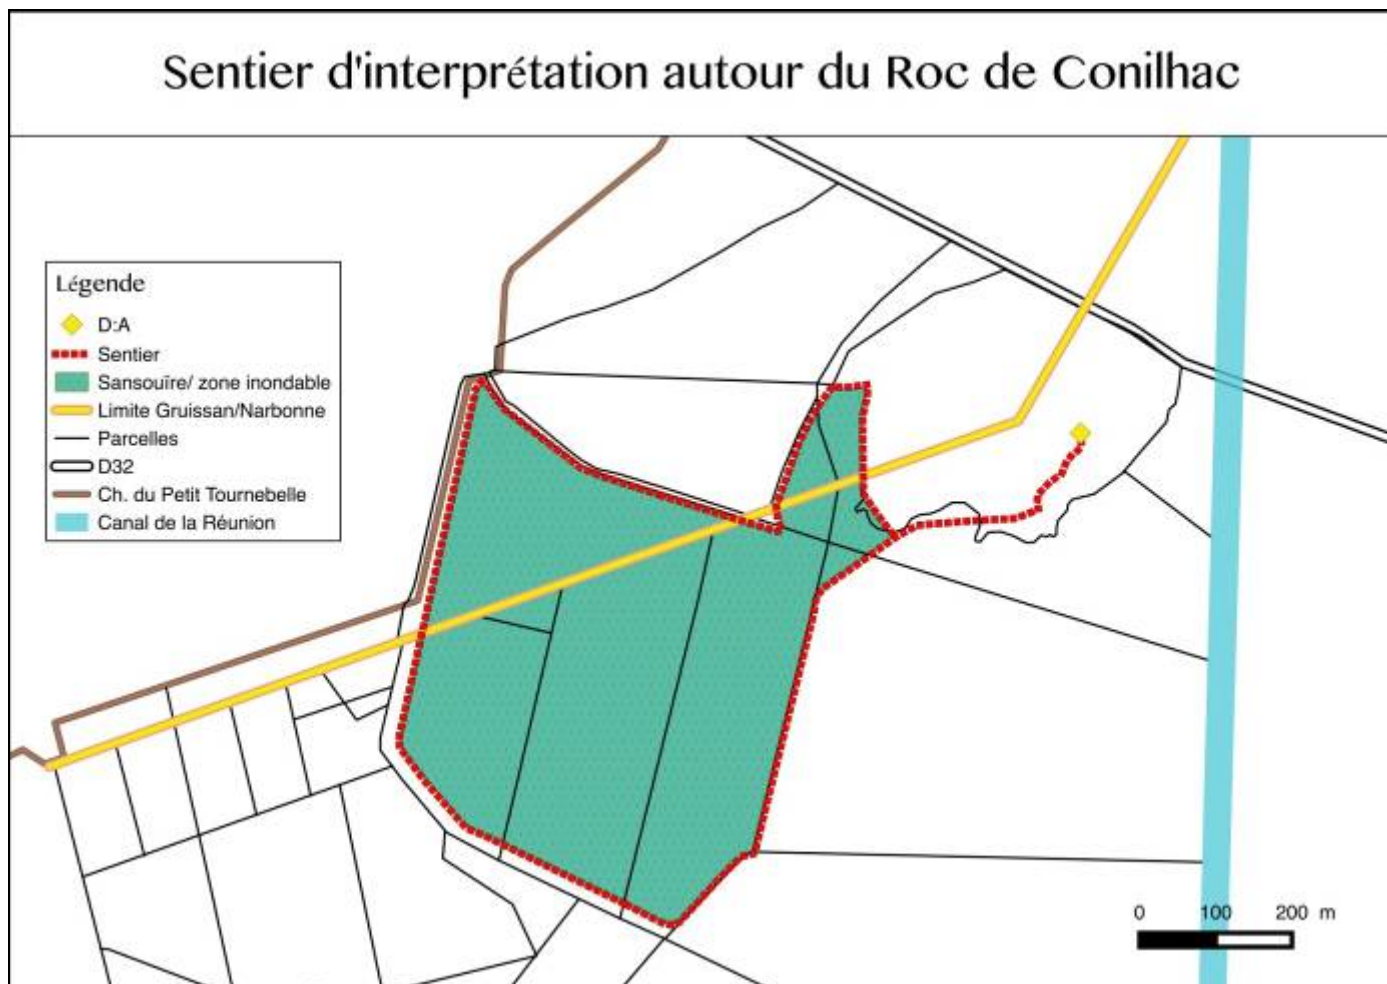 Sentier d'interprétation autour du Roc de Conilhac
Légende
D:A
Sentier
Sansouïre/ zone inondable
Limite Gruissan/Narbonne
Parcelles
D32
Ch. du Petit Tournebelle
Canal de la Réunion
0 100 200 m